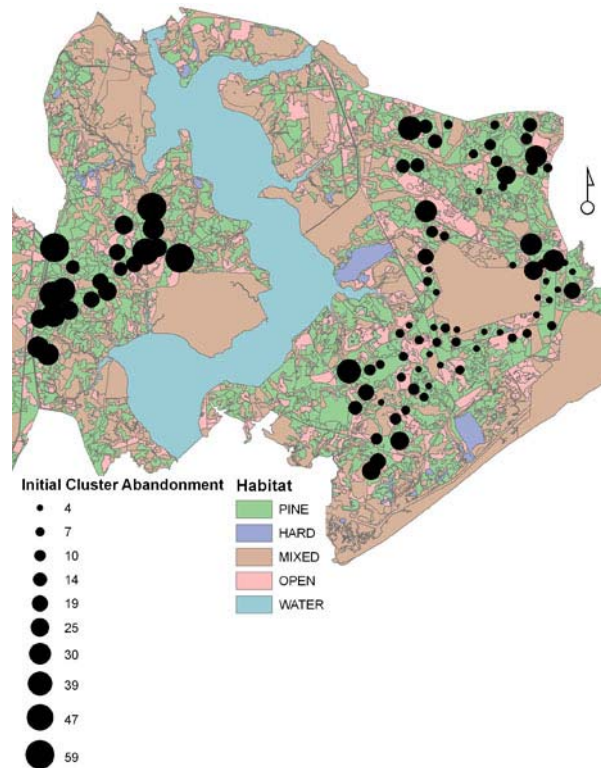 Initial Cluster Abandonment
4
7
10
14
19
25
30
39
47
59
Habitat
PINE
HARD
MIXED
OPEN
WATER